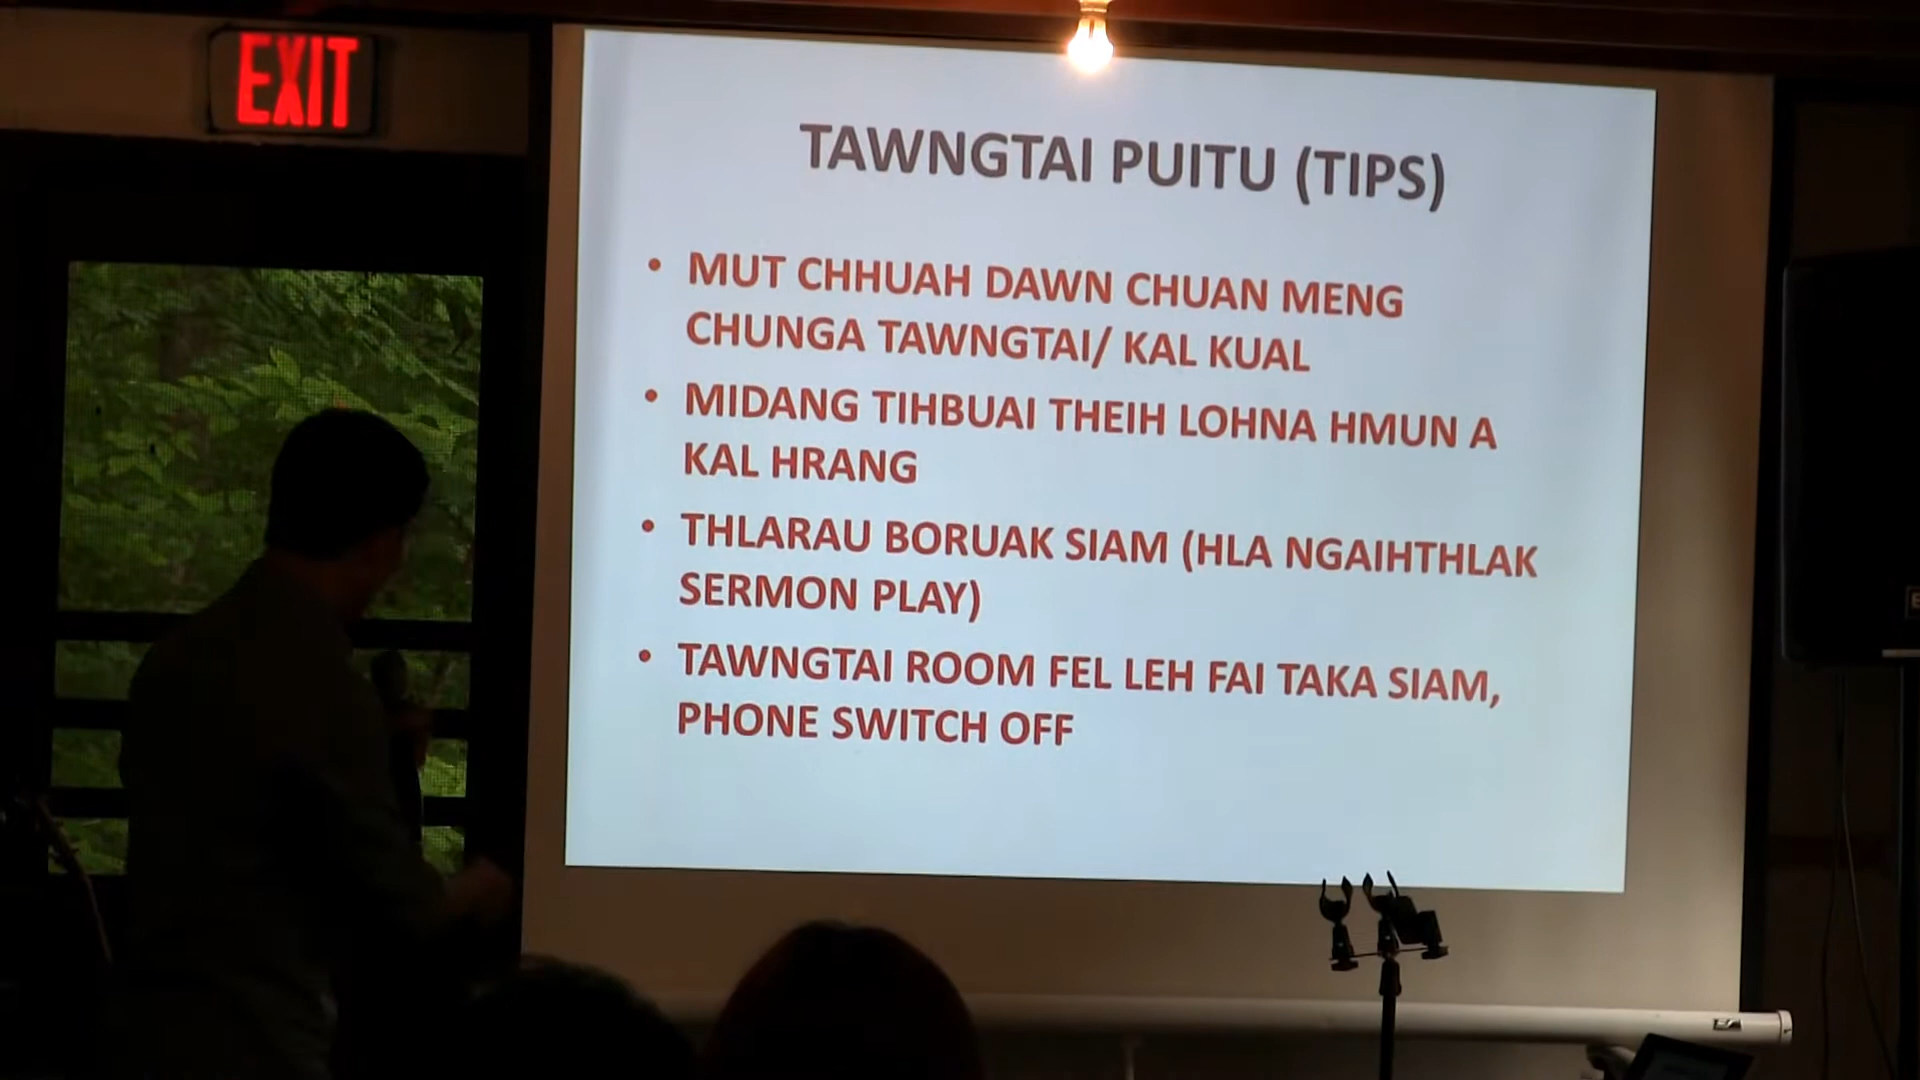 EXIT
TAWNGTAI PUITU (TIPS)
• MUT CHHUAH DAWN CHUAN MENG
CHUNGA TAWNGTAI/ KAL KUAL
• MIDANG TIHBUAI THEIH LOHNA HMUN A
KAL HRANG
• THLARAU BORUAK SIAM (HLA NGAIHTHLAK
SERMON PLAY)
• TAWNGTAI ROOM FEL LEH FAI TAKA SIAM,
PHONE SWITCH OFF